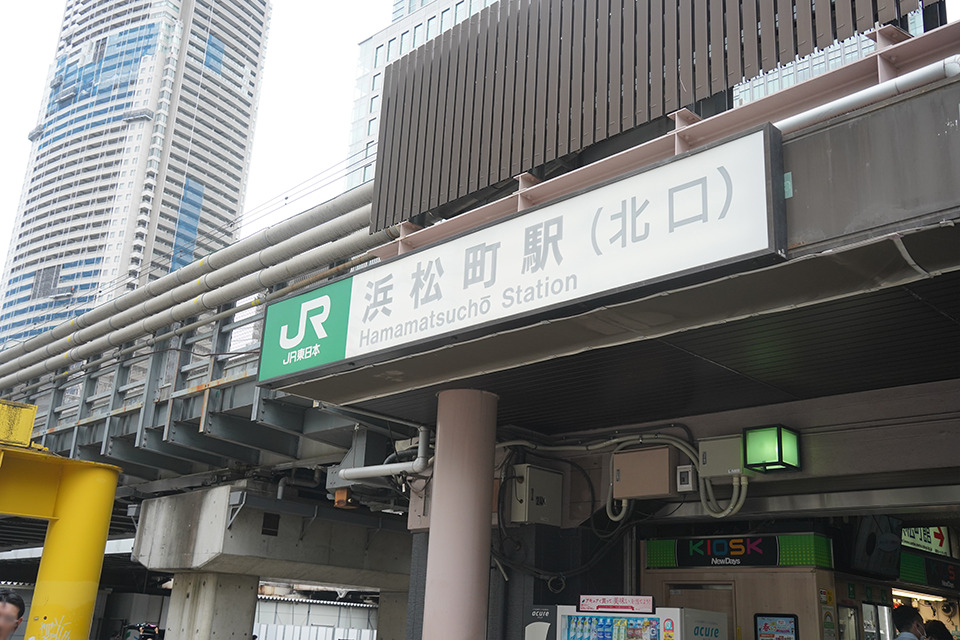 浜松町駅（北口）
Hamamatsuchō Station
JR
JR東日本
KIOSK
NewDays
acure
acure